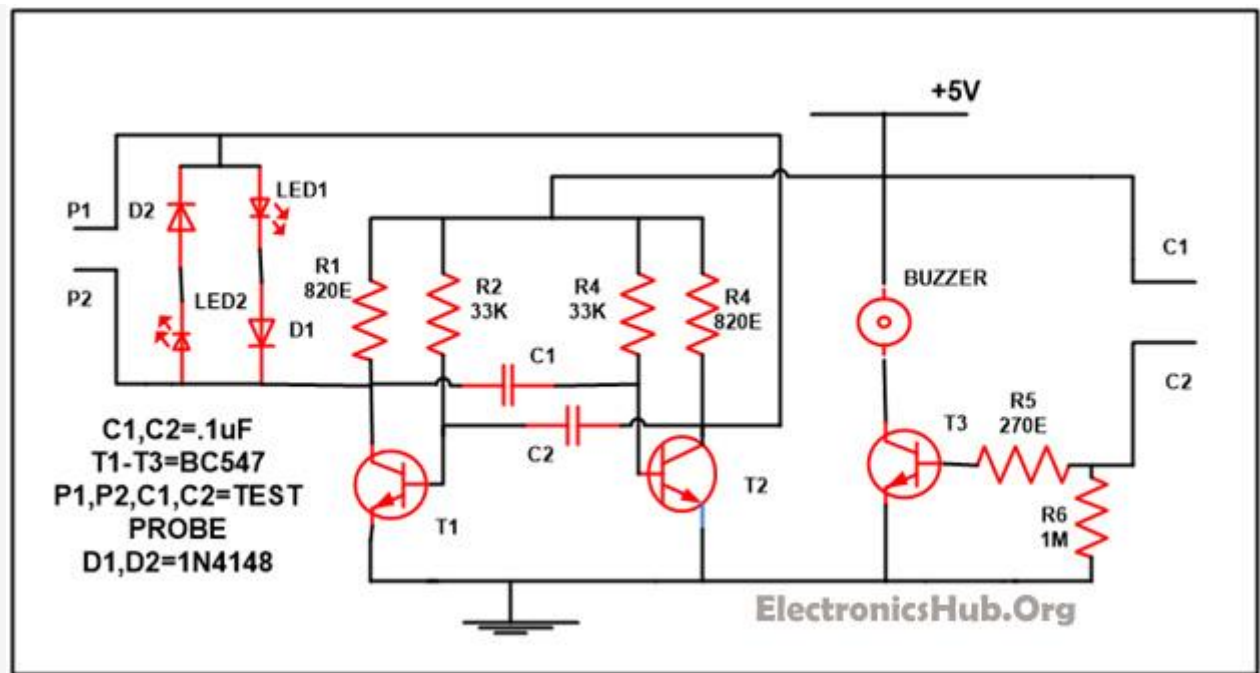 +5V
P1
D2
LED1
P2
LED2
D1
R1
820E
R2
33K
R4
33K
R4
820E
BUZZER
C1
C2
C1
C2
T1
T2
T3
R5
270E
R6
1M
C1,C2=.1uF
T1-T3=BC547
P1,P2,C1,C2=TEST
PROBE
D1,D2=1N4148
ElectronicsHub.Org